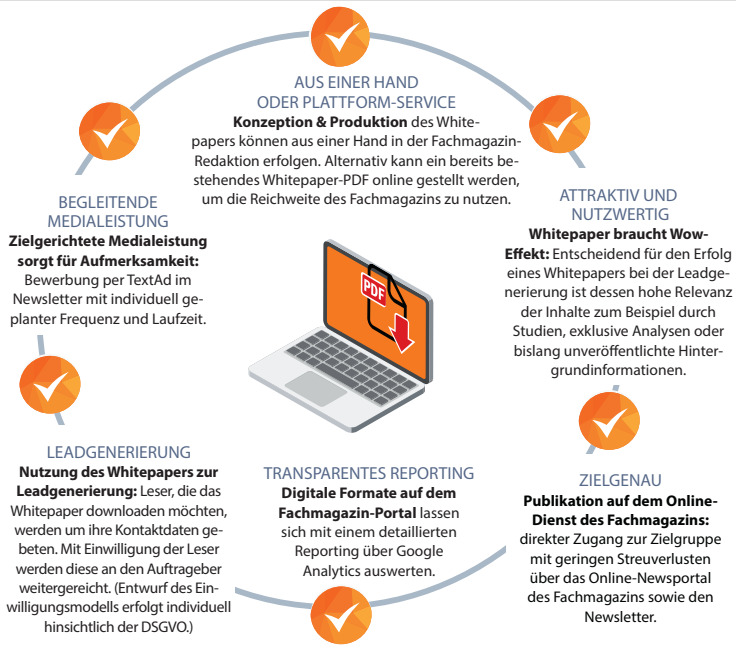 AUS EINER HAND
ODER PLATTFORM-SERVICE
Konzeption & Produktion des White-
papers können aus einer Hand in der Fachmagazin-
Redaktion erfolgen. Alternativ kann ein bereits be-
stehendes Whitepaper-PDF online gestellt werden,
um die Reichweite des Fachmagazins zu nutzen.
ATTRAKTIV UND
NUTZWERTIG
Whitepaper braucht Wow-
Effekt: Entscheidend für den Erfolg
eines Whitepapers bei der Leadge-
nerierung ist dessen hohe Relevanz
der Inhalte zum Beispiel durch
Studien, exklusive Analysen oder
bislang unveröffentlichte Hinter-
grundinformationen.
ZIELGENAU
Publikation auf dem Online-
Dienst des Fachmagazins:
direkter Zugang zur Zielgruppe
mit geringen Streuverlusten
über das Online-Newsportal
des Fachmagazins sowie den
Newsletter.
TRANSPARENTES REPORTING
Digitale Formate auf dem
Fachmagazin-Portal lassen
sich mit einem detaillierten
Reporting über Google
Analytics auswerten.
LEADGENERIERUNG
Nutzung des Whitepapers zur
Leadgenerierung: Leser, die das
Whitepaper downloaden möchten,
werden um ihre Kontaktdaten ge-
beten. Mit Einwilligung der Leser
werden diese an den Auftrageber
weitergereicht. (Entwurf des Ein-
willigungsmodells erfolgt individuell
hinsichtlich der DSGVO.)
BEGLEITENDE
MEDIALEISTUNG
Zielgerichtete Medialeistung
sorgt für Aufmerksamkeit:
Bewerbung per TextAd im
Newsletter mit individuell ge-
planter Frequenz und Laufzeit.
PDF